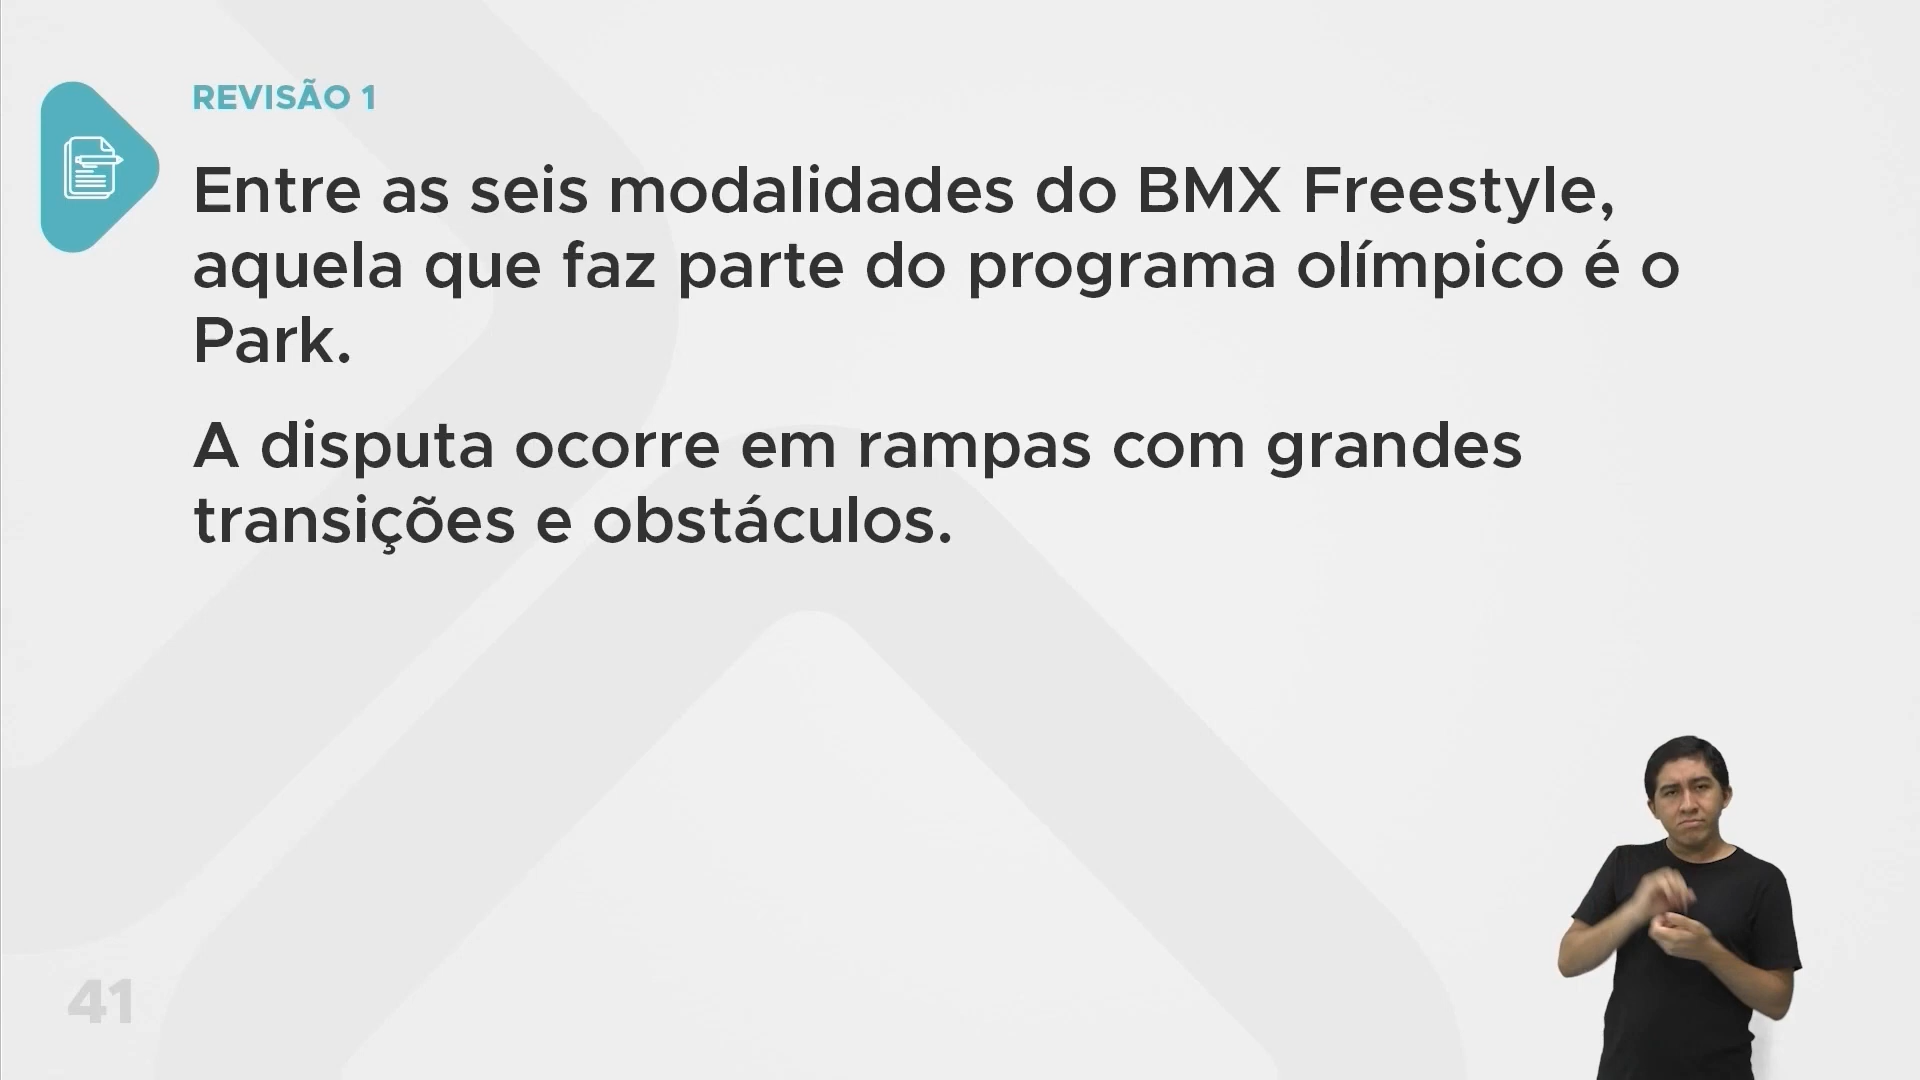 REVISÃO 1
Entre as seis modalidades do BMX Freestyle,
aquela que faz parte do programa olímpico é o
Park.
A disputa ocorre em rampas com grandes
transições e obstáculos.
41